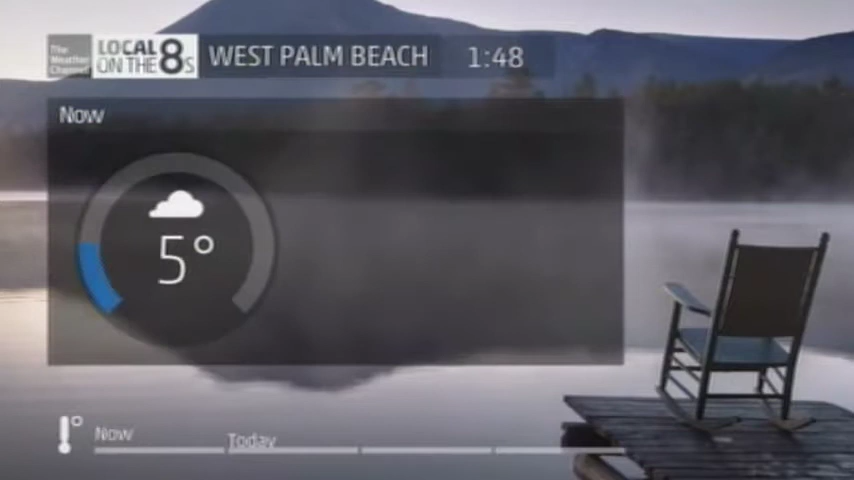 The Weather Channel LOCAL ON THE 8s WEST PALM BEACH 1:48
Now
5°
Now Today